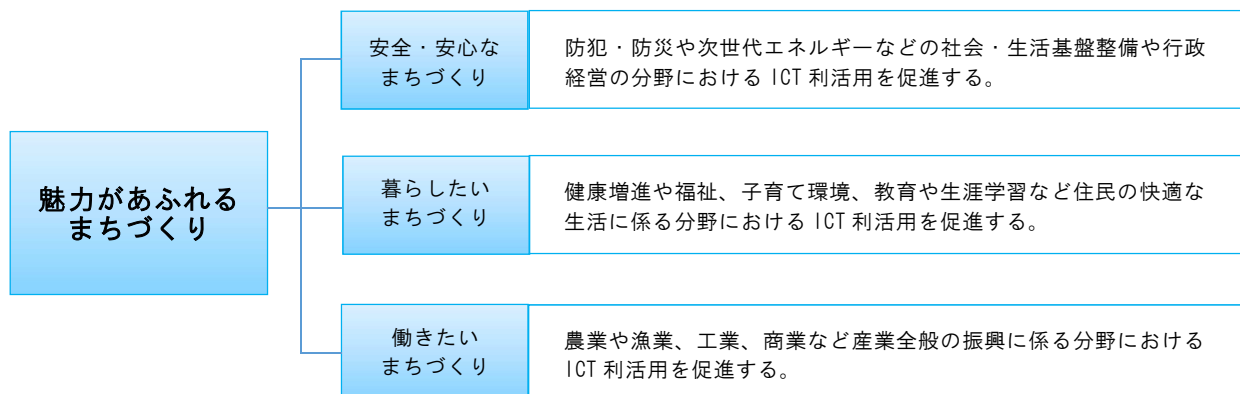 魅力があふれる
まちづくり
安全・安心な
まちづくり
防犯・防災や次世代エネルギーなどの社会・生活基盤整備や行政
経営の分野における ICT 利活用を促進する。
暮らしたい
まちづくり
健康増進や福祉、子育て環境、教育や生涯学習など住民の快適な
生活に係る分野における ICT 利活用を促進する。
働きたい
まちづくり
農業や漁業、工業、商業など産業全般の振興に係る分野における
ICT 利活用を促進する。